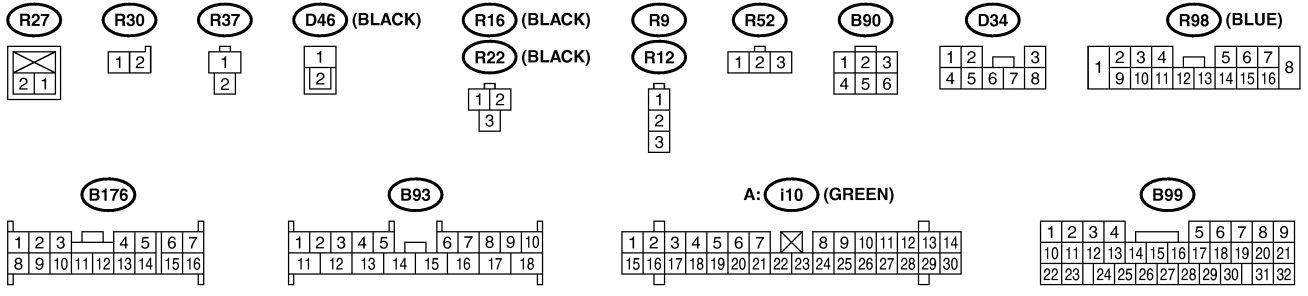 R27 R30 R37 D46 (BLACK) R16 (BLACK) R9 R52 B90 D34 R98 (BLUE)
R22 (BLACK) R12
2 1
1 2
1
2
1
2
1 2
3
1
2
3
1 2 3
1 2 3
4 5 6
1 2 3
4 5 6 7 8
1 2 3 4 5 6 7 8
9 10 11 12 13 14 15 16
B176 B93 A: i10 (GREEN) B99
1 2 3 4 5 6 7
8 9 10 11 12 13 14 15 16
1 2 3 4 5 6 7 8 9 10
11 12 13 14 15 16 17 18
1 2 3 4 5 6 7 8 9 10 11 12 13 14
15 16 17 18 19 20 21 22 23 24 25 26 27 28 29 30
1 2 3 4 5 6 7 8 9
10 11 12 13 14 15 16 17 18 19 20 21
22 23 24 25 26 27 28 29 30 31 32